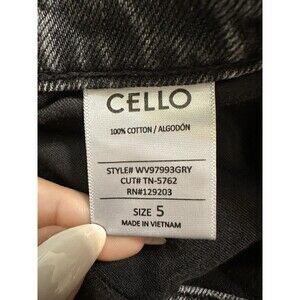 CELLO
100% COTTON / ALGODÓN
STYLE# WV97993GRY
CUT# TN-5762
RN#129203
SIZE 5
MADE IN VIETNAM